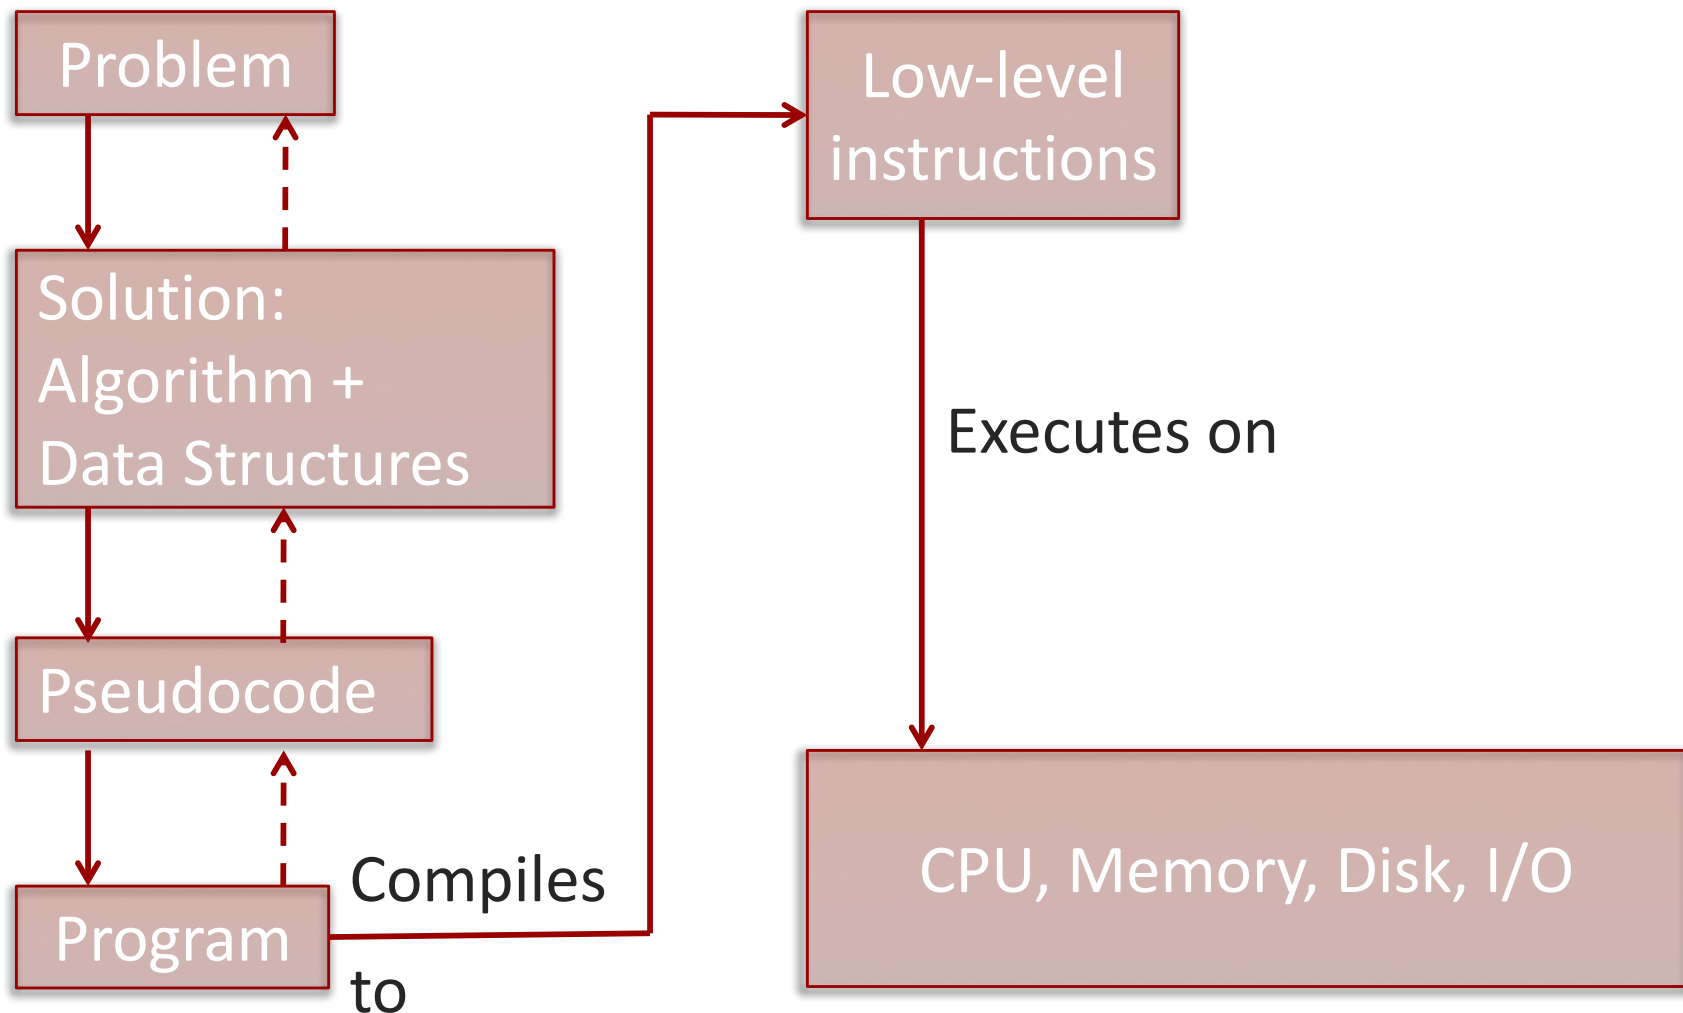 Problem
Solution:
Algorithm +
Data Structures
Pseudocode
Program
Compiles
to
Low-level
instructions
Executes on
CPU, Memory, Disk, I/O